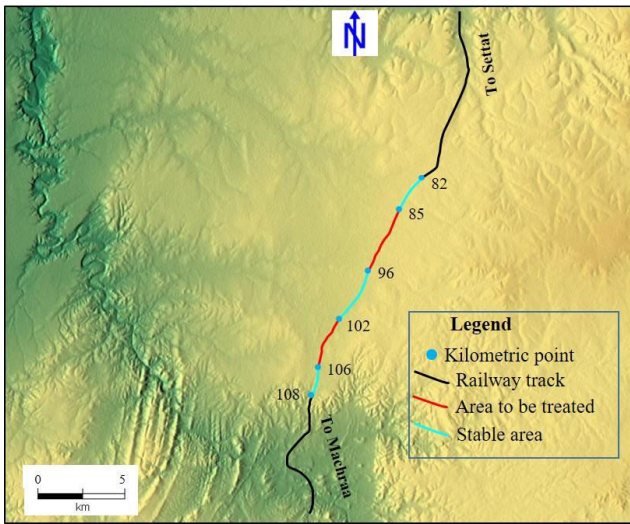 N
To Settat
82
85
96
102
106
108
To Machraa
Legend
Kilometric point
Railway track
Area to be treated
Stable area
0 5
km